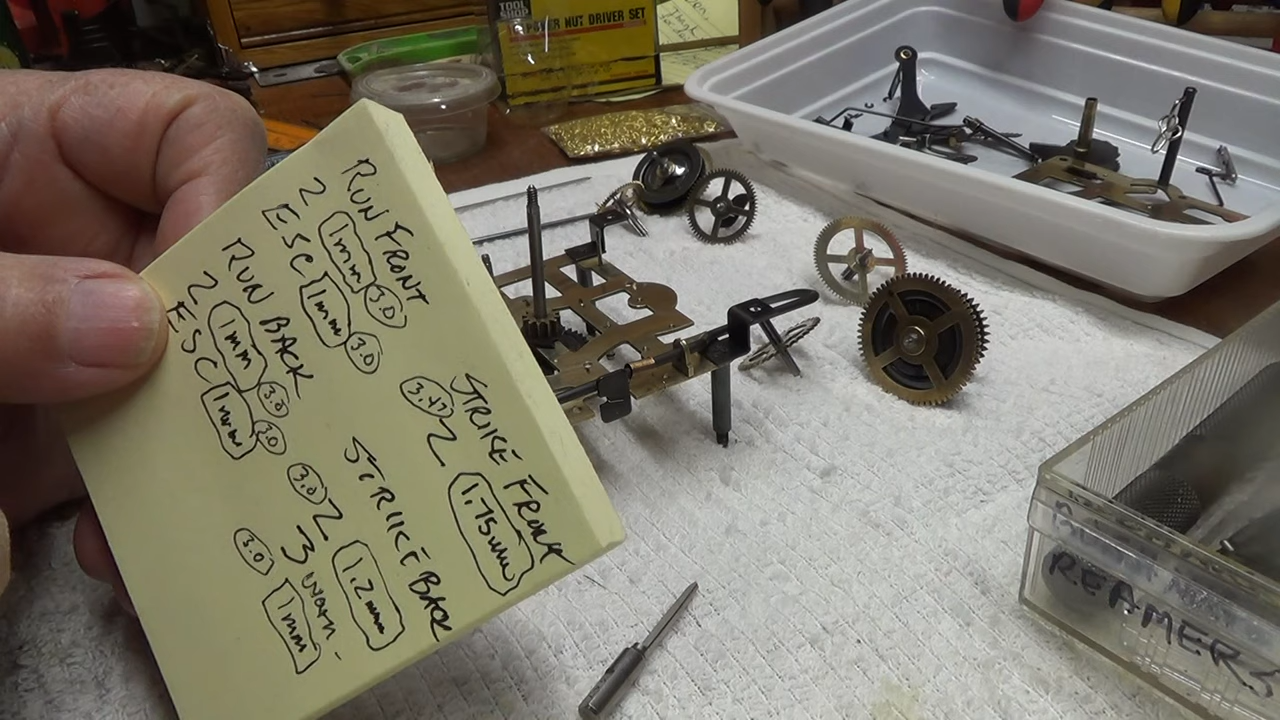 RUN FRONT
2 1mm 3.0
ESC 1mm 3.0
RUN BACK
2 1mm 3.0
ESC 1mm 3.0
STRIKE FRONT
3.47 2 1.75mm
STRIKE BACK
3.0 2 1.2mm
3
3.0 1mm
TOOL
SHOP
NUT DRIVER SET
REAMERS